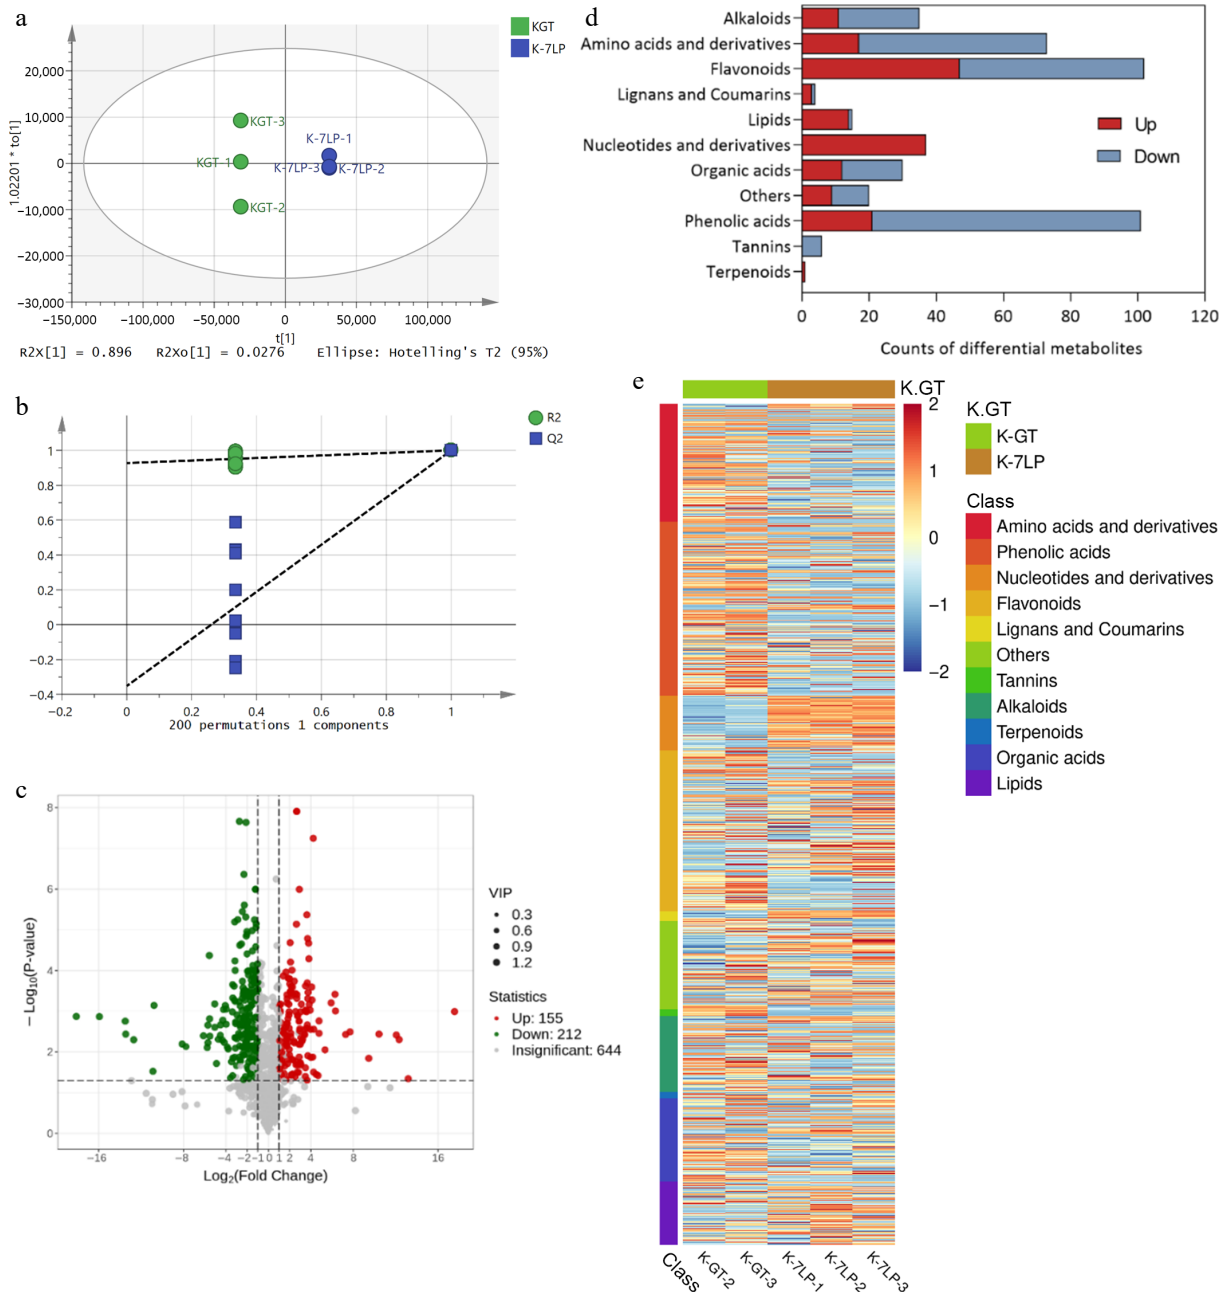 a
KGT
K-7LP
20,000
10,000
0
−10,000
−20,000
−30,000
1.02201 * to[1]
KGT-3
KGT-1
KGT-2
K-7LP-1
K-7LP-3
K-7LP-2
−150,000
−100,000
−50,000
0
50,000
100,000
t[1]
R2X[1] = 0.896 R2Xo[1] = 0.0276 Ellipse: Hotelling's T2 (95%)
b
R2
Q2
1
0.8
0.6
0.4
0.2
0
−0.2
−0.4
−0.2
0
0.2
0.4
0.6
0.8
1
200 permutations 1 components
c
8
6
4
2
0
− Log10(P-value)
−16
−8
−4
−2
−1
0
1
2
4
8
16
Log2(Fold Change)
VIP
0.3
0.6
0.9
1.2
Statistics
Up: 155
Down: 212
Insignificant: 644
d
Alkaloids
Amino acids and derivatives
Flavonoids
Lignans and Coumarins
Lipids
Nucleotides and derivatives
Organic acids
Others
Phenolic acids
Tannins
Terpenoids
Up
Down
0
20
40
60
80
100
120
Counts of differential metabolites
e
K.GT
2
1
0
−1
−2
K.GT
K-GT
K-7LP
Class
Amino acids and derivatives
Phenolic acids
Nucleotides and derivatives
Flavonoids
Lignans and Coumarins
Others
Tannins
Alkaloids
Terpenoids
Organic acids
Lipids
Class
K-GT-2
K-GT-3
K-7LP-1
K-7LP-2
K-7LP-3